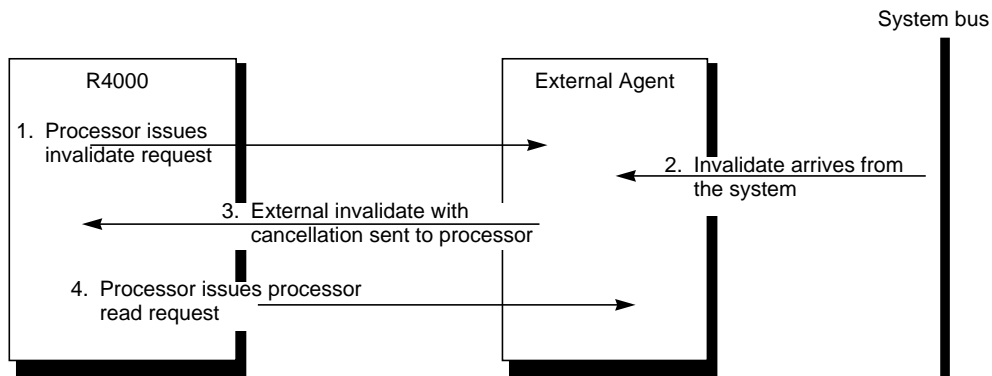 System bus
R4000
External Agent
1. Processor issues
invalidate request
2. Invalidate arrives from
the system
3. External invalidate with
cancellation sent to processor
4. Processor issues processor
read request